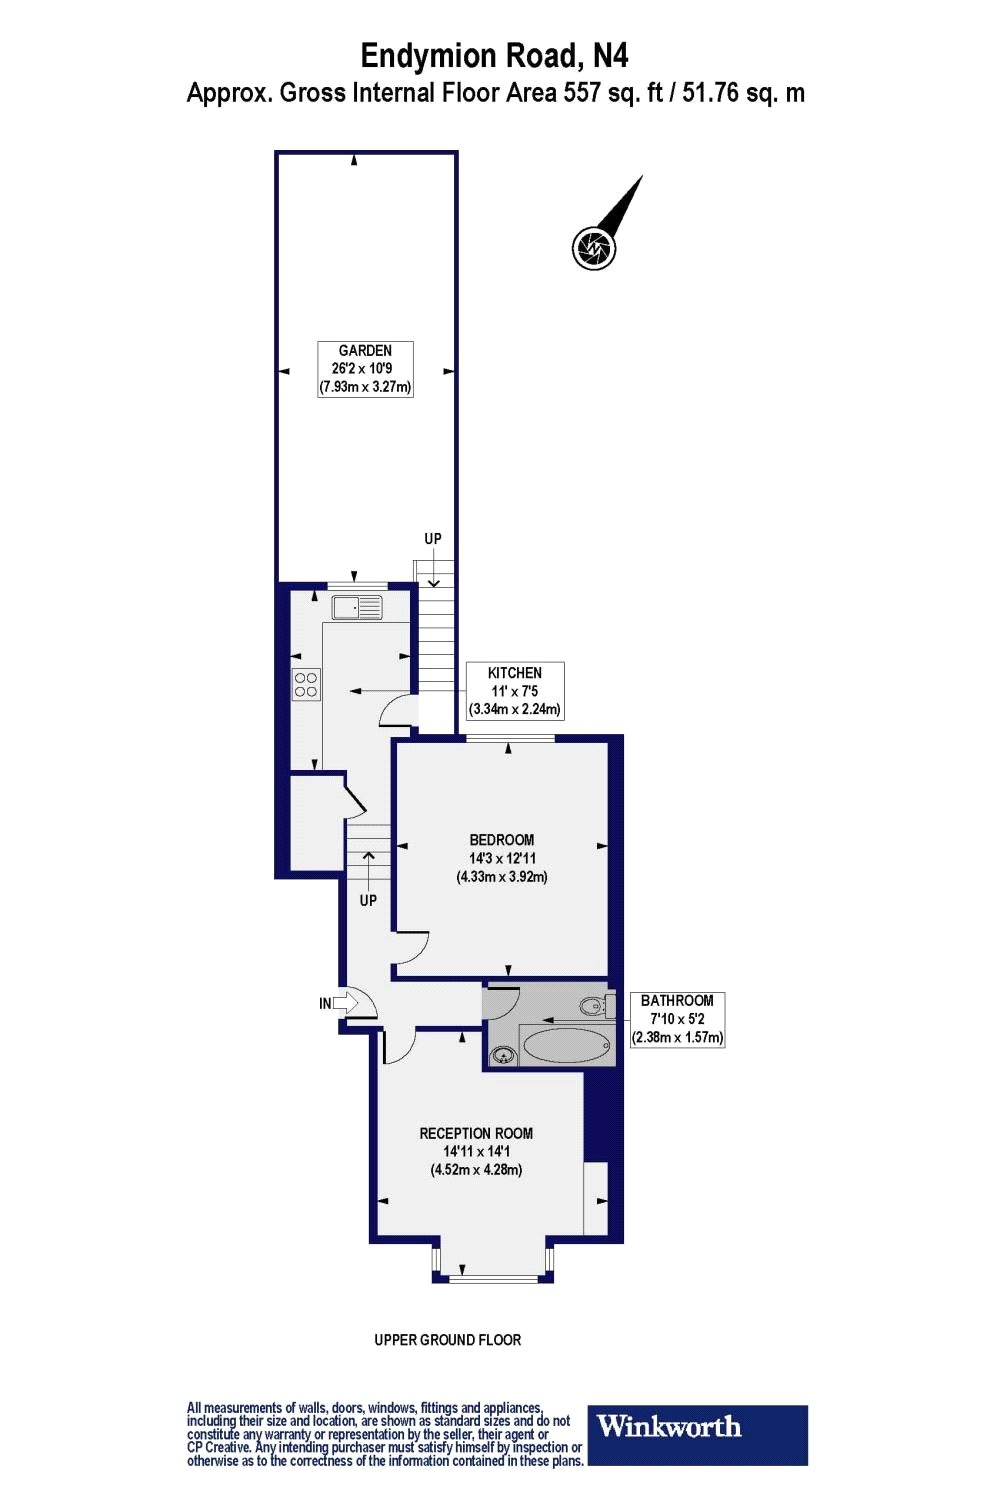 Endymion Road, N4
Approx. Gross Internal Floor Area 557 sq. ft / 51.76 sq. m
GARDEN
26'2 x 10'9
(7.93m x 3.27m)
UP
KITCHEN
11' x 7'5
(3.34m x 2.24m)
BEDROOM
14'3 x 12'11
(4.33m x 3.92m)
UP
IN
BATHROOM
7'10 x 5'2
(2.38m x 1.57m)
RECEPTION ROOM
14'11 x 14'1
(4.52m x 4.28m)
UPPER GROUND FLOOR
All measurements of walls, doors, windows, fittings and appliances,
including their size and location, are shown as standard sizes and do not
constitute any warranty or representation by the seller, their agent or
CP Creative. Any intending purchaser must satisfy himself by inspection or
otherwise as to the correctness of the information contained in these plans.
Winkworth